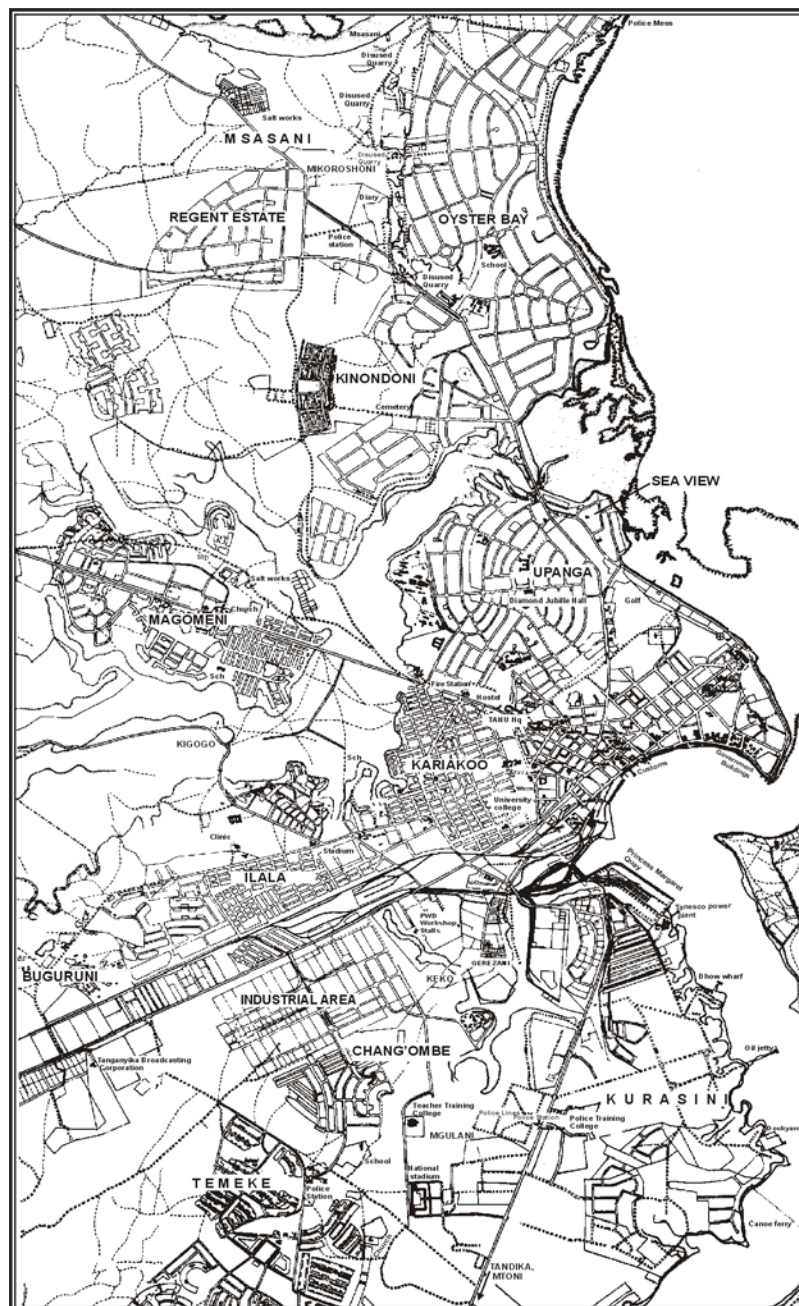 Police Mess
Msasani
Disused
Quarry
Disused
Quarry
Salt works
MSASANI
Disused
Quarry
MIKOROSHONI
Diary
REGENT ESTATE
OYSTER BAY
Police
station
School
Disused
Quarry
KINONDONI
Cemetery
SEA VIEW
UPANGA
Salt works
Diamond Jubille Hall
Golf
Church
MAGOMENI
Sch
Fire Station
Hostel
TANU Hq
KIGOGO
Sch
KARIAKOO
Customs
Government
Buildings
University
college
Clinic
Stadium
ILALA
Princess Margaret
Quay
Tanesco power
plant
PWD
Workshop
Stalls
GEREZANI
BUGURUNI
KEKO
Dhow wharf
INDUSTRIAL AREA
CHANG'OMBE
Oil jetty
Tanganyika Broadcasting
Corporation
KURASINI
Teacher Training
College
Police Lines
Police Station
Police Training
College
MGULANI
School
National
stadium
TEMEKE
Police
Station
Canoe ferry
TANDIKA,
MTONI